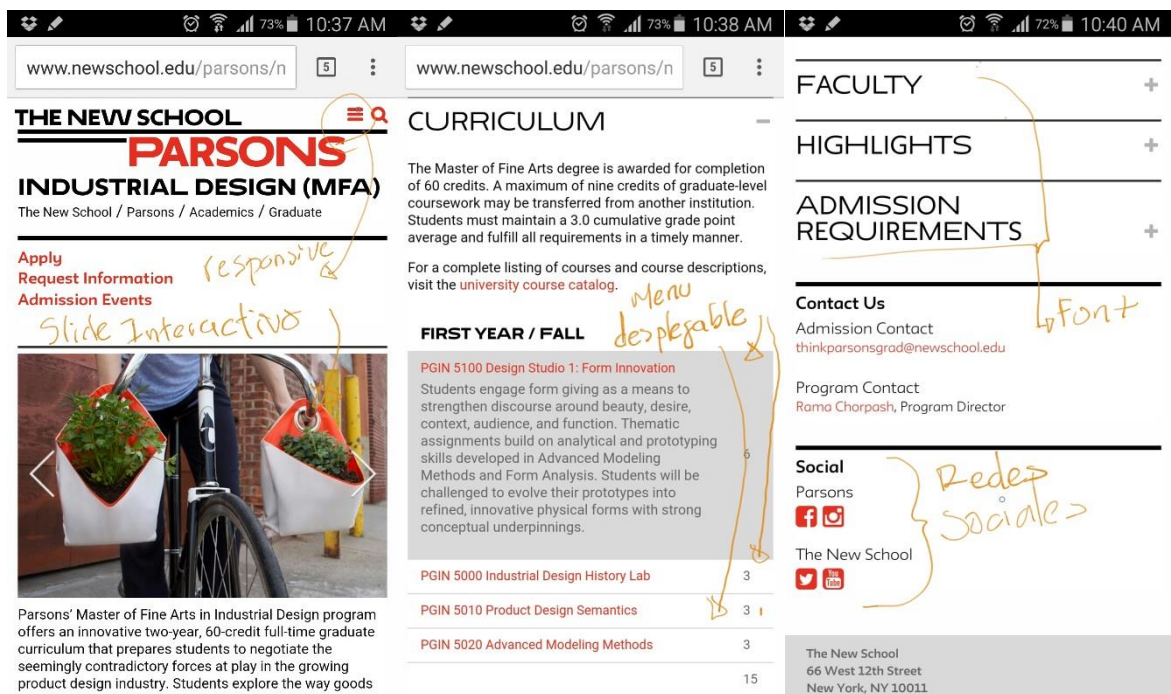 73% 10:37 AM
www.newschool.edu/parsons/n 5
THE NEW SCHOOL
PARSONS
INDUSTRIAL DESIGN (MFA)
The New School / Parsons / Academics / Graduate
responsive
Apply
Request Information
Admission Events
Slide Interactivo
Parsons' Master of Fine Arts in Industrial Design program
offers an innovative two-year, 60-credit full-time graduate
curriculum that prepares students to negotiate the
seemingly contradictory forces at play in the growing
product design industry. Students explore the way goods
73% 10:38 AM
www.newschool.edu/parsons/n 5
CURRICULUM
The Master of Fine Arts degree is awarded for completion
of 60 credits. A maximum of nine credits of graduate-level
coursework may be transferred from another institution.
Students must maintain a 3.0 cumulative grade point
average and fulfill all requirements in a timely manner.
For a complete listing of courses and course descriptions,
visit the university course catalog.
Menu
desplegable
FIRST YEAR / FALL
PGIN 5100 Design Studio 1: Form Innovation
Students engage form giving as a means to
strengthen discourse around beauty, desire,
context, audience, and function. Thematic
assignments build on analytical and prototyping
skills developed in Advanced Modeling
6
Methods and Form Analysis. Students will be
challenged to evolve their prototypes into
refined, innovative physical forms with strong
conceptual underpinnings.
PGIN 5000 Industrial Design History Lab 3
PGIN 5010 Product Design Semantics 3
PGIN 5020 Advanced Modeling Methods 3
15
72% 10:40 AM
FACULTY
HIGHLIGHTS
ADMISSION
REQUIREMENTS
Contact Us
Font
Admission Contact
thinkparsonsgrad@newschool.edu
Program Contact
Rama Chorpash, Program Director
Social
Redes
Sociales
Parsons
The New School
You Tube
The New School
66 West 12th Street
New York, NY 10011